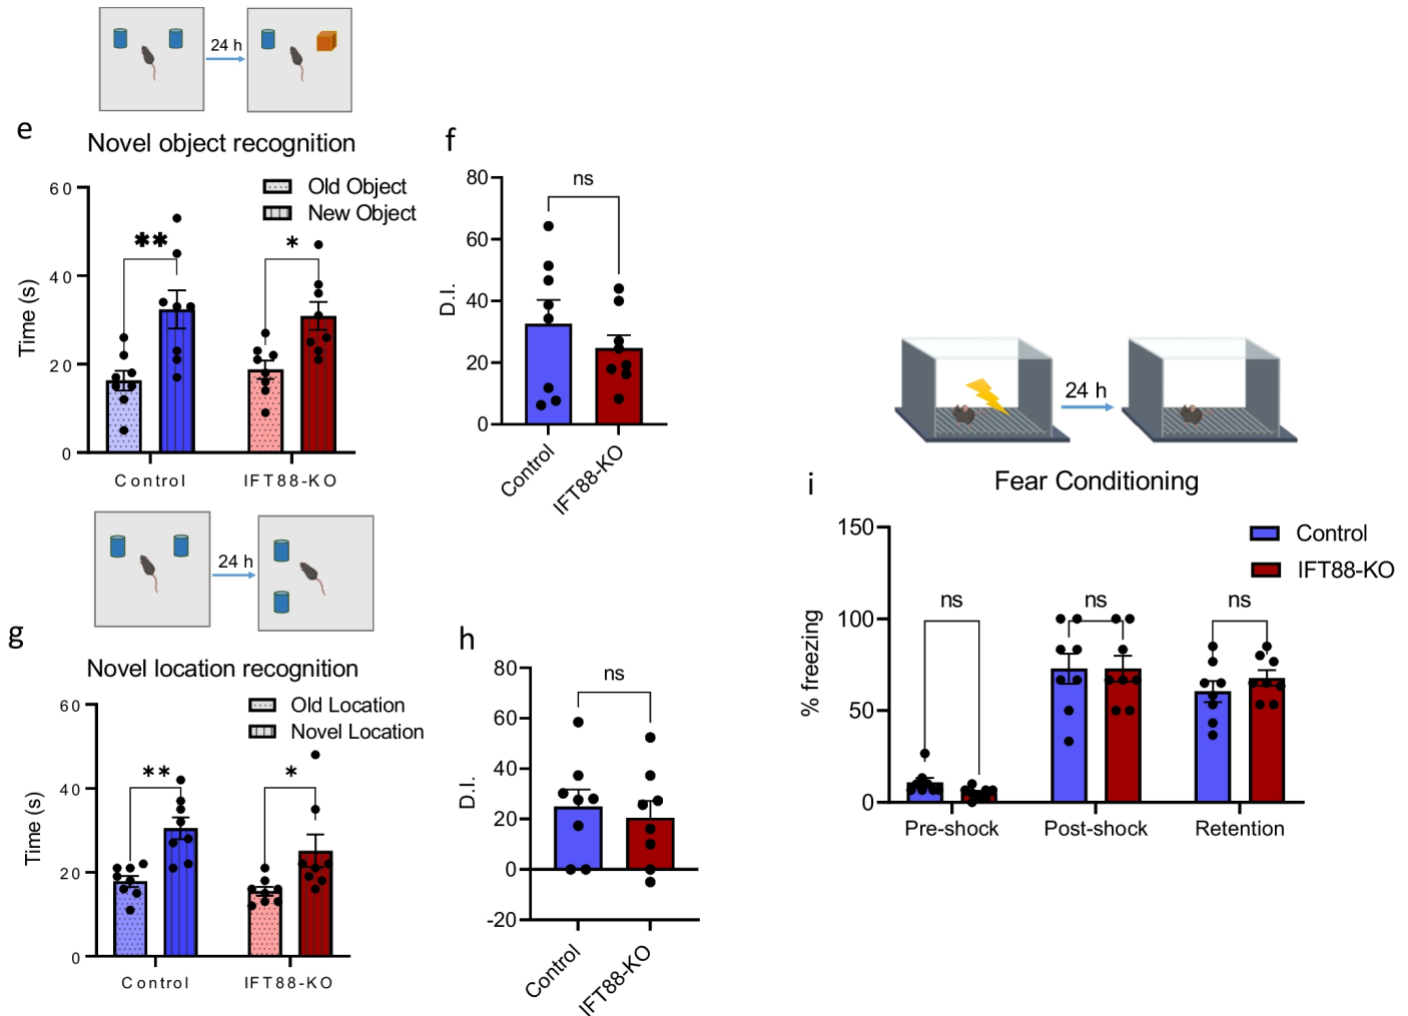 24 h
e
Novel object recognition
Old Object
New Object
60
40
20
0
Time (s)
**
*
Control
IFT88-KO
f
80
60
40
20
0
D.I.
ns
Control
IFT88-KO
24 h
g
Novel location recognition
Old Location
Novel Location
60
40
20
0
Time (s)
**
*
Control
IFT88-KO
h
80
60
40
20
0
-20
D.I.
ns
Control
IFT88-KO
24 h
i
Fear Conditioning
Control
IFT88-KO
150
100
50
0
% freezing
ns
ns
ns
Pre-shock
Post-shock
Retention